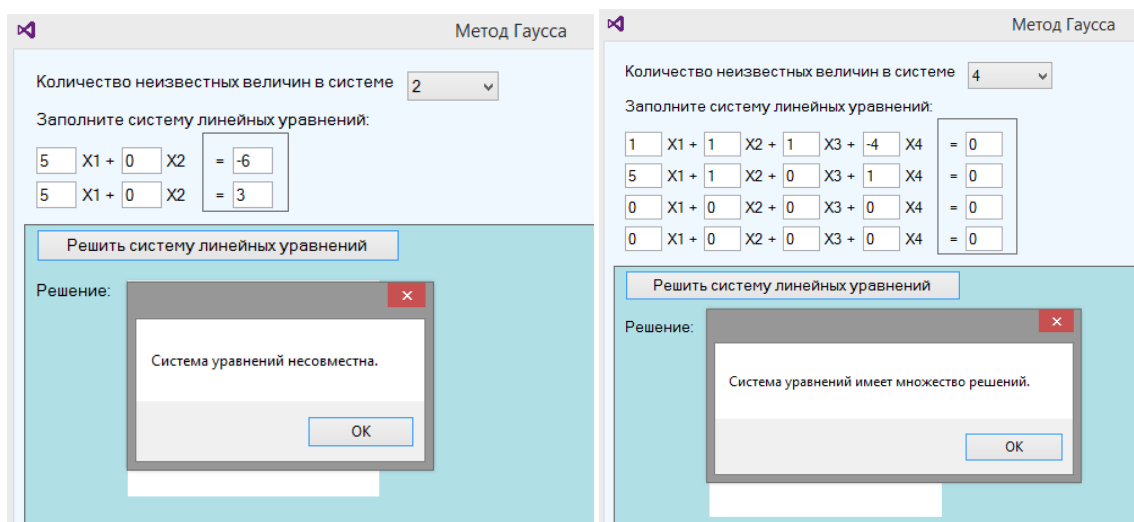 Метод Гаусса
Количество неизвестных величин в системе 2
Заполните систему линейных уравнений:
5 X1 + 0 X2 = -6
5 X1 + 0 X2 = 3
Решить систему линейных уравнений
Решение:
Система уравнений несовместна.
OK
Метод Гаусса
Количество неизвестных величин в системе 4
Заполните систему линейных уравнений:
1 X1 + 1 X2 + 1 X3 + -4 X4 = 0
5 X1 + 1 X2 + 0 X3 + 1 X4 = 0
0 X1 + 0 X2 + 0 X3 + 0 X4 = 0
0 X1 + 0 X2 + 0 X3 + 0 X4 = 0
Решить систему линейных уравнений
Решение:
Система уравнений имеет множество решений.
OK